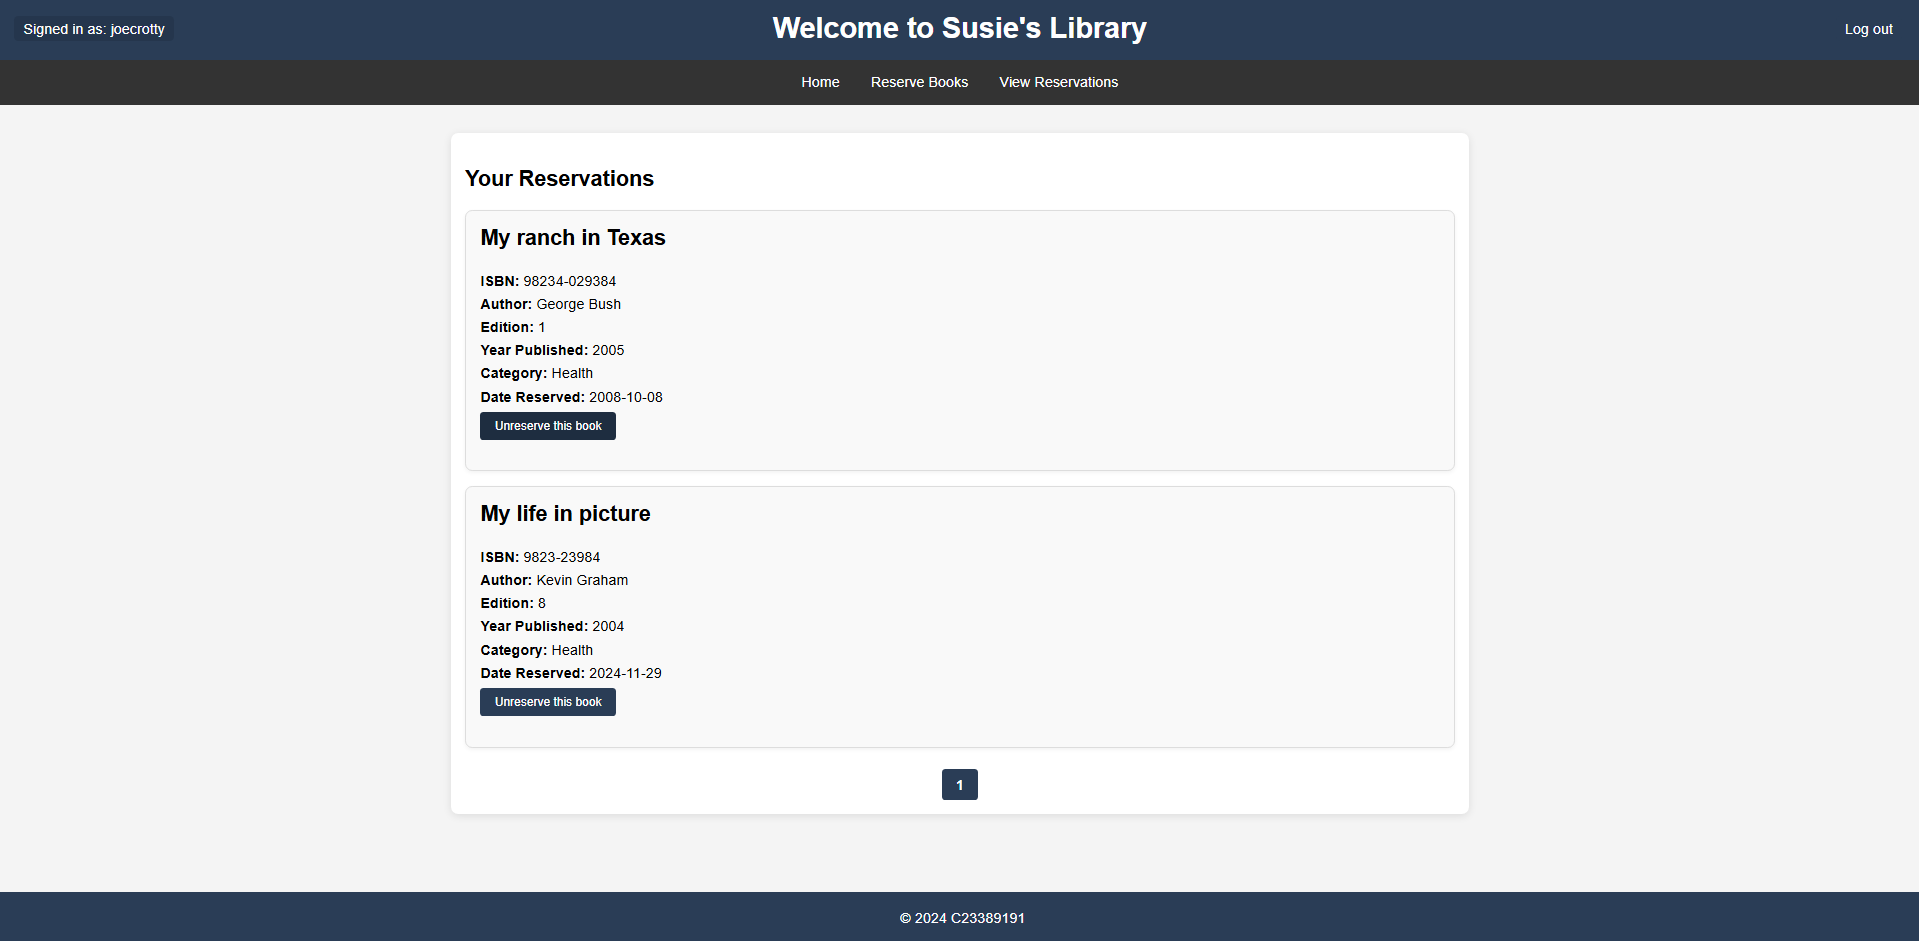 Signed in as: joecrotty
Welcome to Susie's Library
Log out
Home Reserve Books View Reservations
Your Reservations
My ranch in Texas
ISBN: 98234-029384
Author: George Bush
Edition: 1
Year Published: 2005
Category: Health
Date Reserved: 2008-10-08
Unreserve this book
My life in picture
ISBN: 9823-23984
Author: Kevin Graham
Edition: 8
Year Published: 2004
Category: Health
Date Reserved: 2024-11-29
Unreserve this book
1
© 2024 C23389191